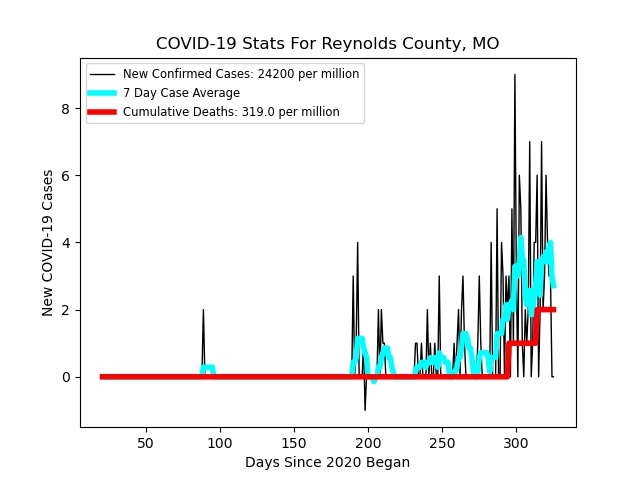 COVID-19 Stats For Reynolds County, MO
New Confirmed Cases: 24200 per million
7 Day Case Average
Cumulative Deaths: 319.0 per million
New COVID-19 Cases
8
6
4
2
0
50 100 150 200 250 300
Days Since 2020 Began